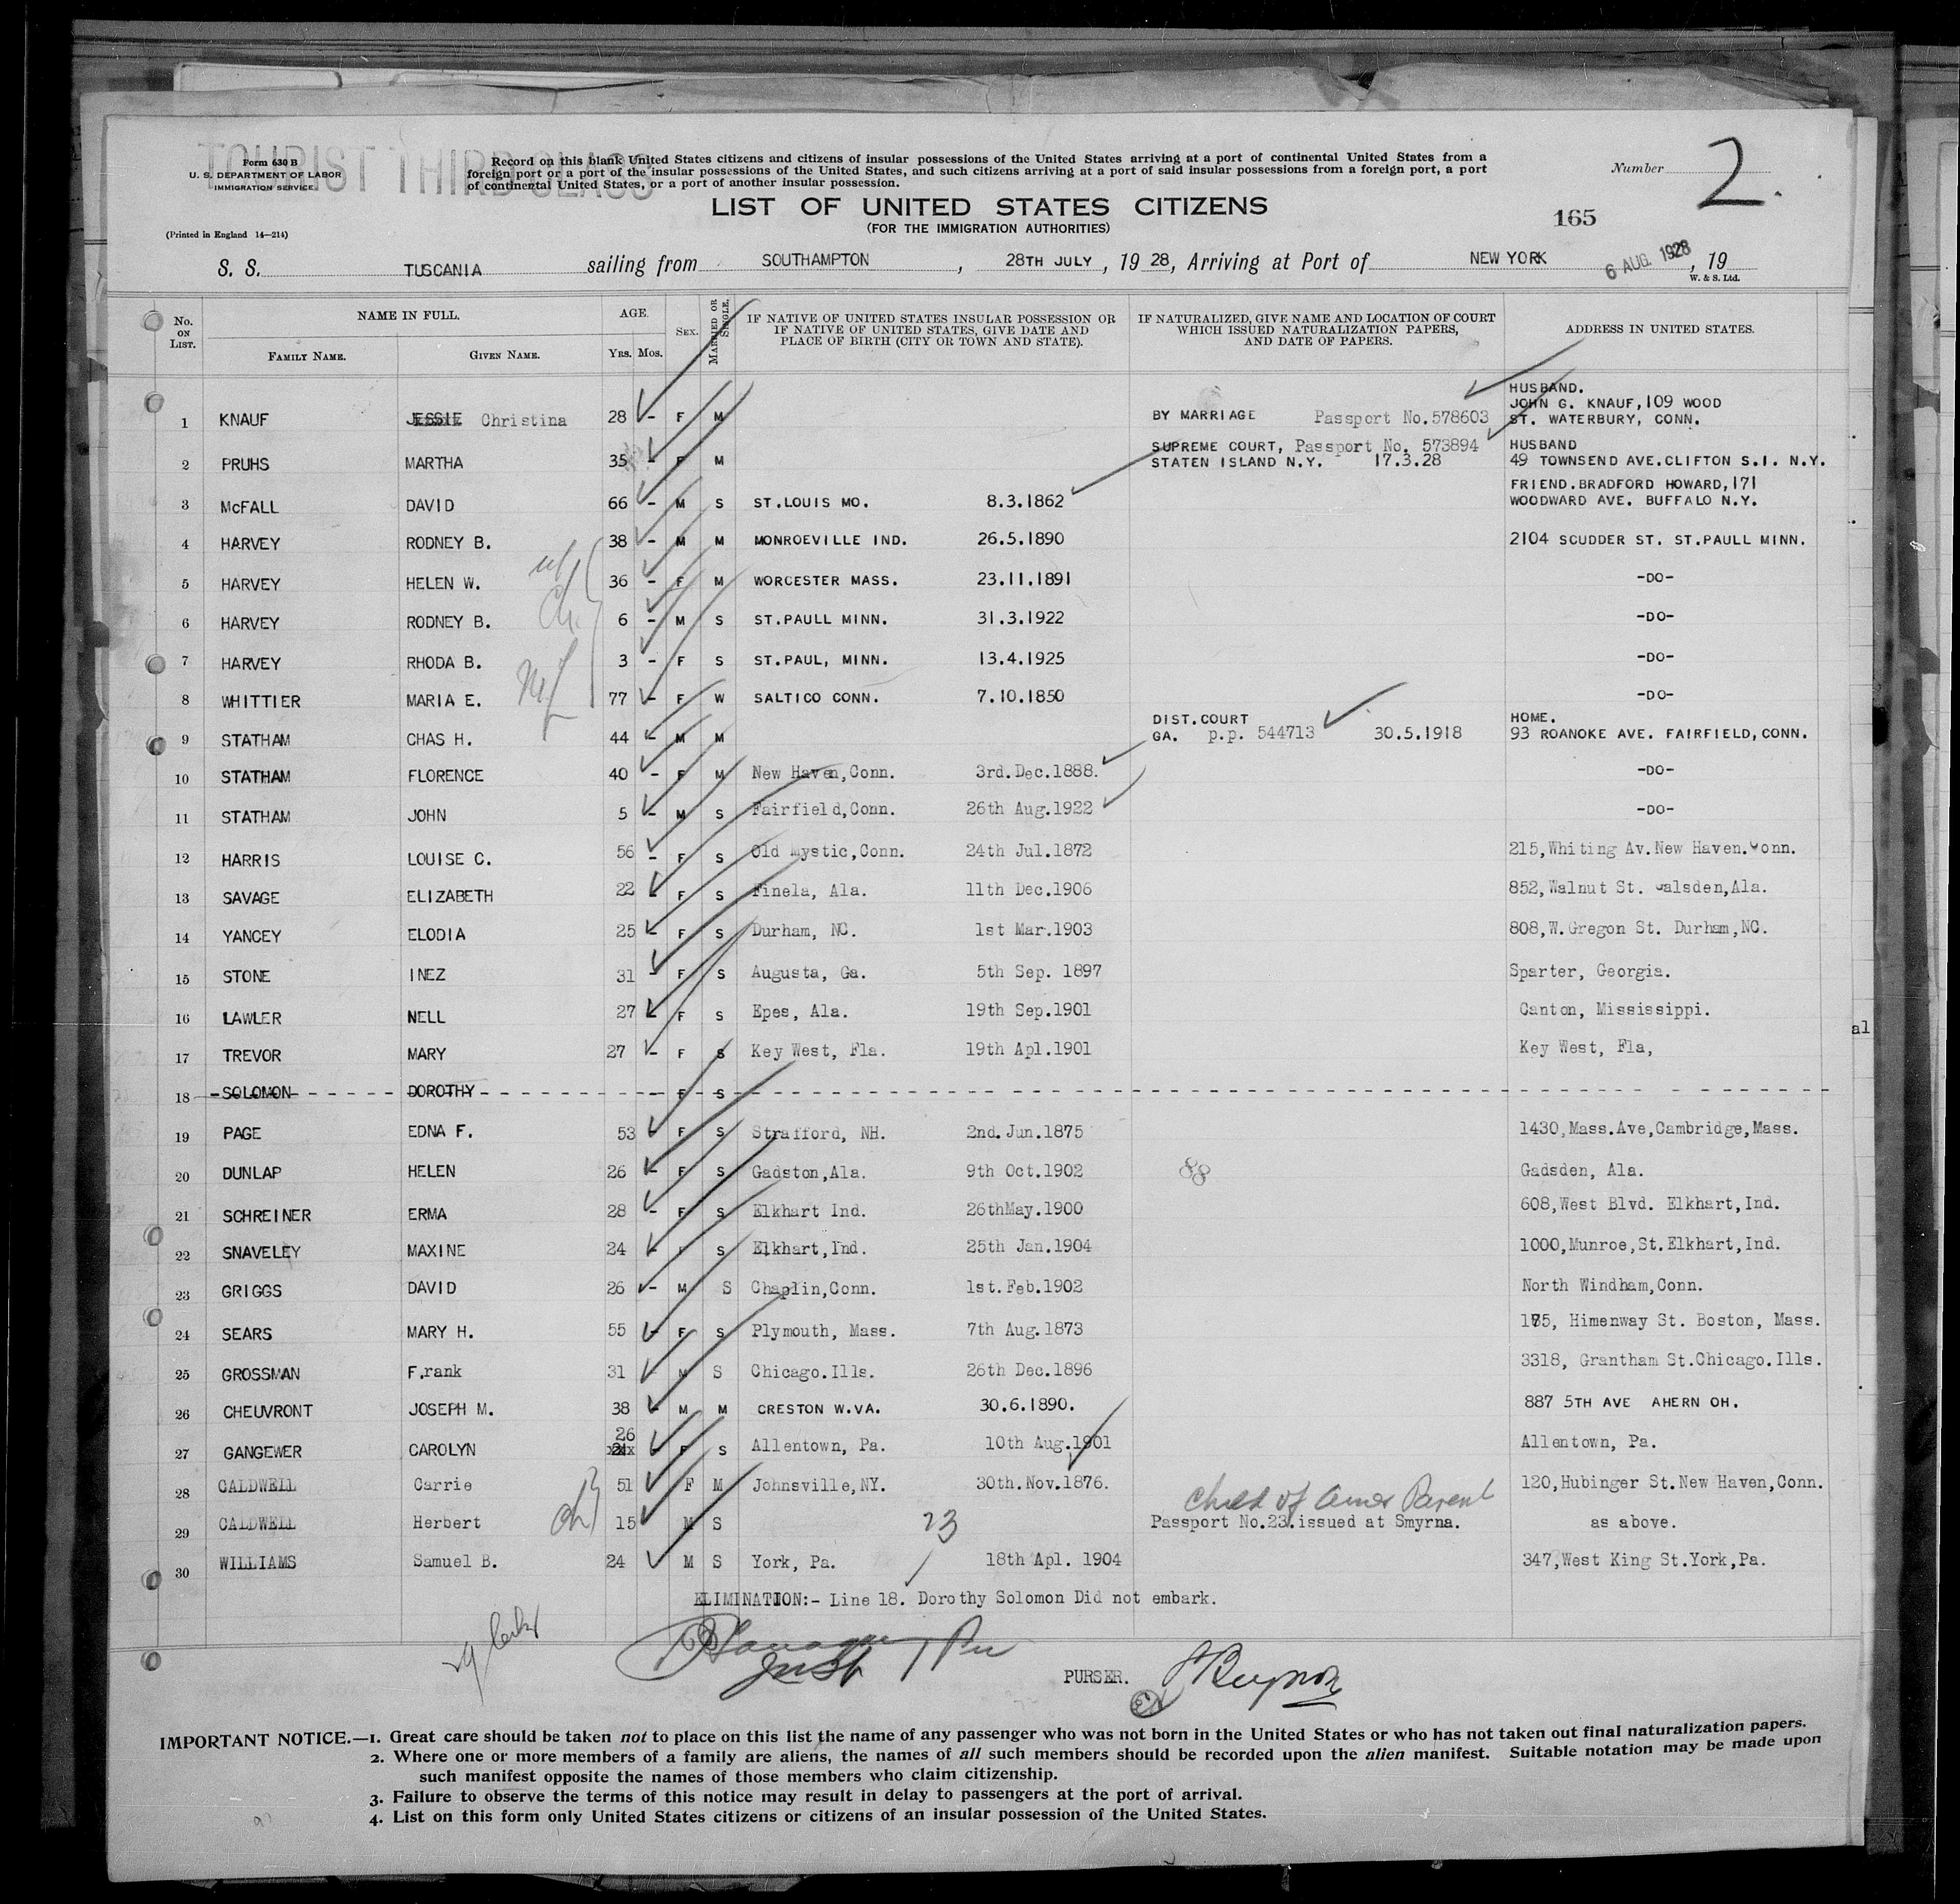 TOURIST THIRD CLASS
Form 630 B
U. S. DEPARTMENT OF LABOR
IMMIGRATION SERVICE.
(Printed in England 14—214)
Record on this blank United States citizens and citizens of insular possessions of the United States arriving at a port of continental United States from a
foreign port or a port of the insular possessions of the United States, and such citizens arriving at a port of said insular possessions from a foreign port, a port
of continental United States, or a port of another insular possession.
Number 2.
LIST OF UNITED STATES CITIZENS
(FOR THE IMMIGRATION AUTHORITIES)
165
S. S. TUSCANIA sailing from SOUTHAMPTON, 28TH JULY, 19 28, Arriving at Port of NEW YORK 6 AUG. 1928, 19
W. & S. Ltd.
No. ON LIST. NAME IN FULL. AGE. SEX. MARRIED OR SINGLE. IF NATIVE OF UNITED STATES INSULAR POSSESSION OR IF NATIVE OF UNITED STATES, GIVE DATE AND PLACE OF BIRTH (CITY OR TOWN AND STATE). IF NATURALIZED, GIVE NAME AND LOCATION OF COURT WHICH ISSUED NATURALIZATION PAPERS, AND DATE OF PAPERS. ADDRESS IN UNITED STATES.
FAMILY NAME. GIVEN NAME. YRS. MOS.
HUSBAND.
JOHN G. KNAUF, 109 WOOD
1 KNAUF JESSIE Christina 28 - F M BY MARRIAGE Passport No.578603 ST. WATERBURY, CONN.
SUPREME COURT, Passport No. 573894 HUSBAND
2 PRUHS MARTHA 35 - F M STATEN ISLAND N.Y. 17.3.28 49 TOWNSEND AVE.CLIFTON S.I. N.Y.
FRIEND.BRADFORD HOWARD,171
3 McFALL DAVID 66 - M S ST.LOUIS MO. 8.3.1862 WOODWARD AVE. BUFFALO N.Y.
4 HARVEY RODNEY B. 38 - M M MONROEVILLE IND. 26.5.1890 2104 SCUDDER ST. ST.PAULL MINN.
5 HARVEY HELEN W. 36 - F M WORCESTER MASS. 23.11.1891 -DO-
6 HARVEY RODNEY B. 6 - M S ST.PAULL MINN. 31.3.1922 -DO-
7 HARVEY RHODA B. 3 - F S ST.PAUL, MINN. 13.4.1925 -DO-
8 WHITTIER MARIA E. 77 - F W SALTICO CONN. 7.10.1850 -DO-
DIST.COURT HOME.
9 STATHAM CHAS H. 44 - M M GA. p.p. 544713 30.5.1918 93 ROANOKE AVE. FAIRFIELD,CONN.
10 STATHAM FLORENCE 40 - F M New Haven,Conn. 3rd.Dec.1888. -DO-
11 STATHAM JOHN 5 - M S Fairfield,Conn. 26th Aug.1922 -DO-
12 HARRIS LOUISE C. 56 - F S Old Mystic,Conn. 24th Jul.1872 215,Whiting Av.New Haven.Conn.
13 SAVAGE ELIZABETH 22 - F S Pinela, Ala. 11th Dec.1906 852,Walnut St. Galsden,Ala.
14 YANCEY ELODIA 25 - F S Durham, NC. 1st Mar.1903 808,W.Gregon St. Durham,NC.
15 STONE INEZ 31 - F S Augusta, Ga. 5th Sep. 1897 Sparter, Georgia.
16 LAWLER NELL 27 - F S Epes, Ala. 19th Sep.1901 Canton, Mississippi.
17 TREVOR MARY 27 - F S Key West, Fla. 19th Apl.1901 Key West, Fla,
18 SOLOMON DOROTHY - F S
19 PAGE EDNA F. 53 - F S Strafford, NH. 2nd.Jun.1875 1430,Mass.Ave,Cambridge,Mass.
20 DUNLAP HELEN 26 - F S Gadston,Ala. 9th Oct.1902 88 Gadsden, Ala.
21 SCHREINER ERMA 28 - F S Elkhart Ind. 26thMay.1900 608,West Blvd. Elkhart,Ind.
22 SNAVELEY MAXINE 24 - F S Elkhart,Ind. 25th Jan.1904 1000,Munroe,St.Elkhart,Ind.
23 GRIGGS DAVID 26 - M S Chaplin,Conn. 1st.Feb.1902 North Windham,Conn.
24 SEARS MARY H. 55 - F S Plymouth, Mass. 7th Aug.1873 175, Himenway St. Boston, Mass.
25 GROSSMAN F.rank 31 - M S Chicago.Ills. 26th Dec.1896 3318, Grantham St.Chicago.Ills.
26 CHEUVRONT JOSEPH M. 38 - M M CRESTON W.VA. 30.6.1890. 887 5TH AVE AHERN OH.
27 GANGEWER CAROLYN 26 - F S Allentown, Pa. 10th Aug.1901 Allentown, Pa.
28 CALDWELL Carrie 51 F M Johnsville,NY. 30th.Nov.1876. 120,Hubinger St.New Haven,Conn.
Child of Amer Parent
29 CALDWELL Herbert 15 M S 23 Passport No.23.issued at Smyrna. as above.
30 WILLIAMS Samuel B. 24 M S York, Pa. 18th Apl. 1904 347,West King St.York,Pa.
ELIMINATION:- Line 18. Dorothy Solomon Did not embark.
PURSER.
IMPORTANT NOTICE.—1. Great care should be taken not to place on this list the name of any passenger who was not born in the United States or who has not taken out final naturalization papers.
2. Where one or more members of a family are aliens, the names of all such members should be recorded upon the alien manifest. Suitable notation may be made upon
such manifest opposite the names of those members who claim citizenship.
3. Failure to observe the terms of this notice may result in delay to passengers at the port of arrival.
4. List on this form only United States citizens or citizens of an insular possession of the United States.
al